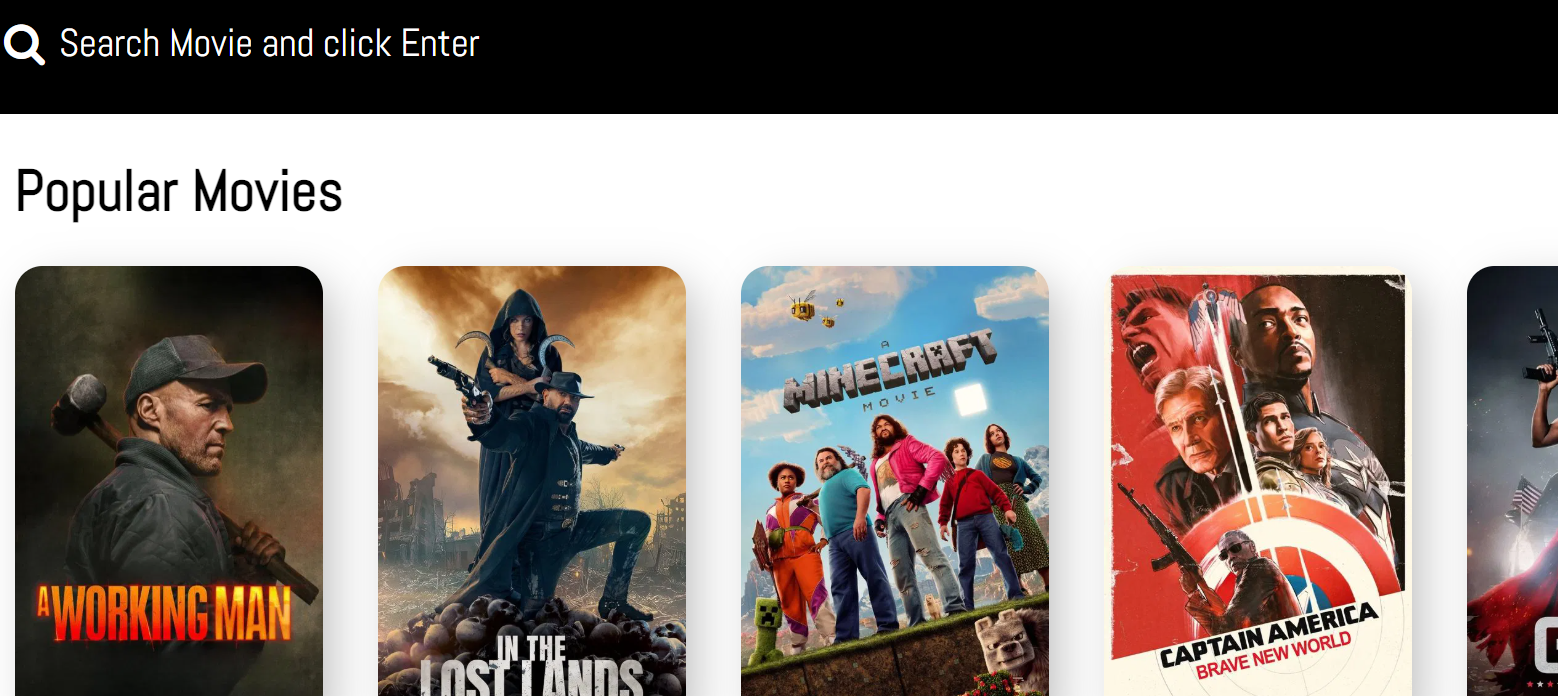 Search Movie and click Enter
Popular Movies
A WORKING MAN
IN THE
LOST LANDS
A
MINECRAFT
MOVIE
CAPTAIN AMERICA
BRAVE NEW WORLD